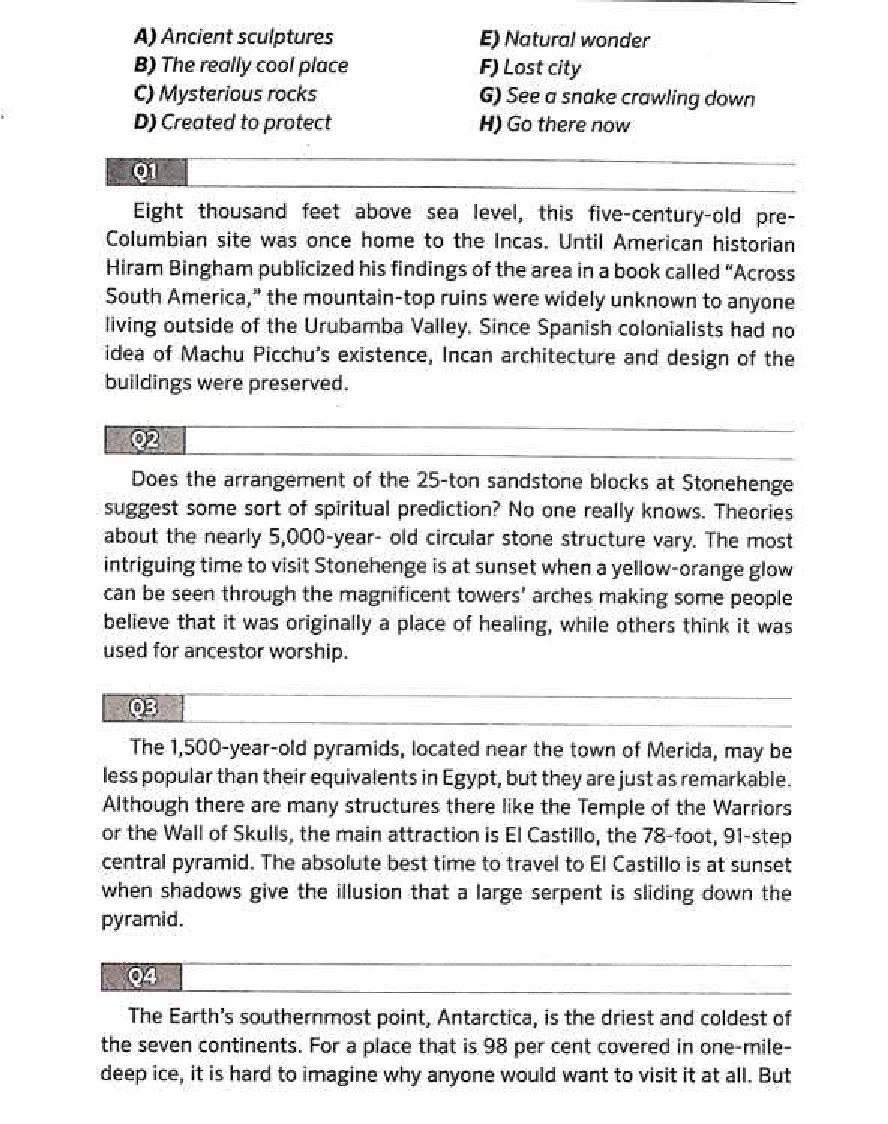 A) Ancient sculptures
B) The really cool place
C) Mysterious rocks
D) Created to protect
E) Natural wonder
F) Lost city
G) See a snake crawling down
H) Go there now
Q1
Eight thousand feet above sea level, this five-century-old pre-
Columbian site was once home to the Incas. Until American historian
Hiram Bingham publicized his findings of the area in a book called “Across
South America,” the mountain-top ruins were widely unknown to anyone
living outside of the Urubamba Valley. Since Spanish colonialists had no
idea of Machu Picchu’s existence, Incan architecture and design of the
buildings were preserved.
Q2
Does the arrangement of the 25-ton sandstone blocks at Stonehenge
suggest some sort of spiritual prediction? No one really knows. Theories
about the nearly 5,000-year- old circular stone structure vary. The most
intriguing time to visit Stonehenge is at sunset when a yellow-orange glow
can be seen through the magnificent towers’ arches making some people
believe that it was originally a place of healing, while others think it was
used for ancestor worship.
Q3
The 1,500-year-old pyramids, located near the town of Merida, may be
less popular than their equivalents in Egypt, but they are just as remarkable.
Although there are many structures there like the Temple of the Warriors
or the Wall of Skulls, the main attraction is El Castillo, the 78-foot, 91-step
central pyramid. The absolute best time to travel to El Castillo is at sunset
when shadows give the illusion that a large serpent is sliding down the
pyramid.
Q4
The Earth’s southernmost point, Antarctica, is the driest and coldest of
the seven continents. For a place that is 98 per cent covered in one-mile-
deep ice, it is hard to imagine why anyone would want to visit it at all. But